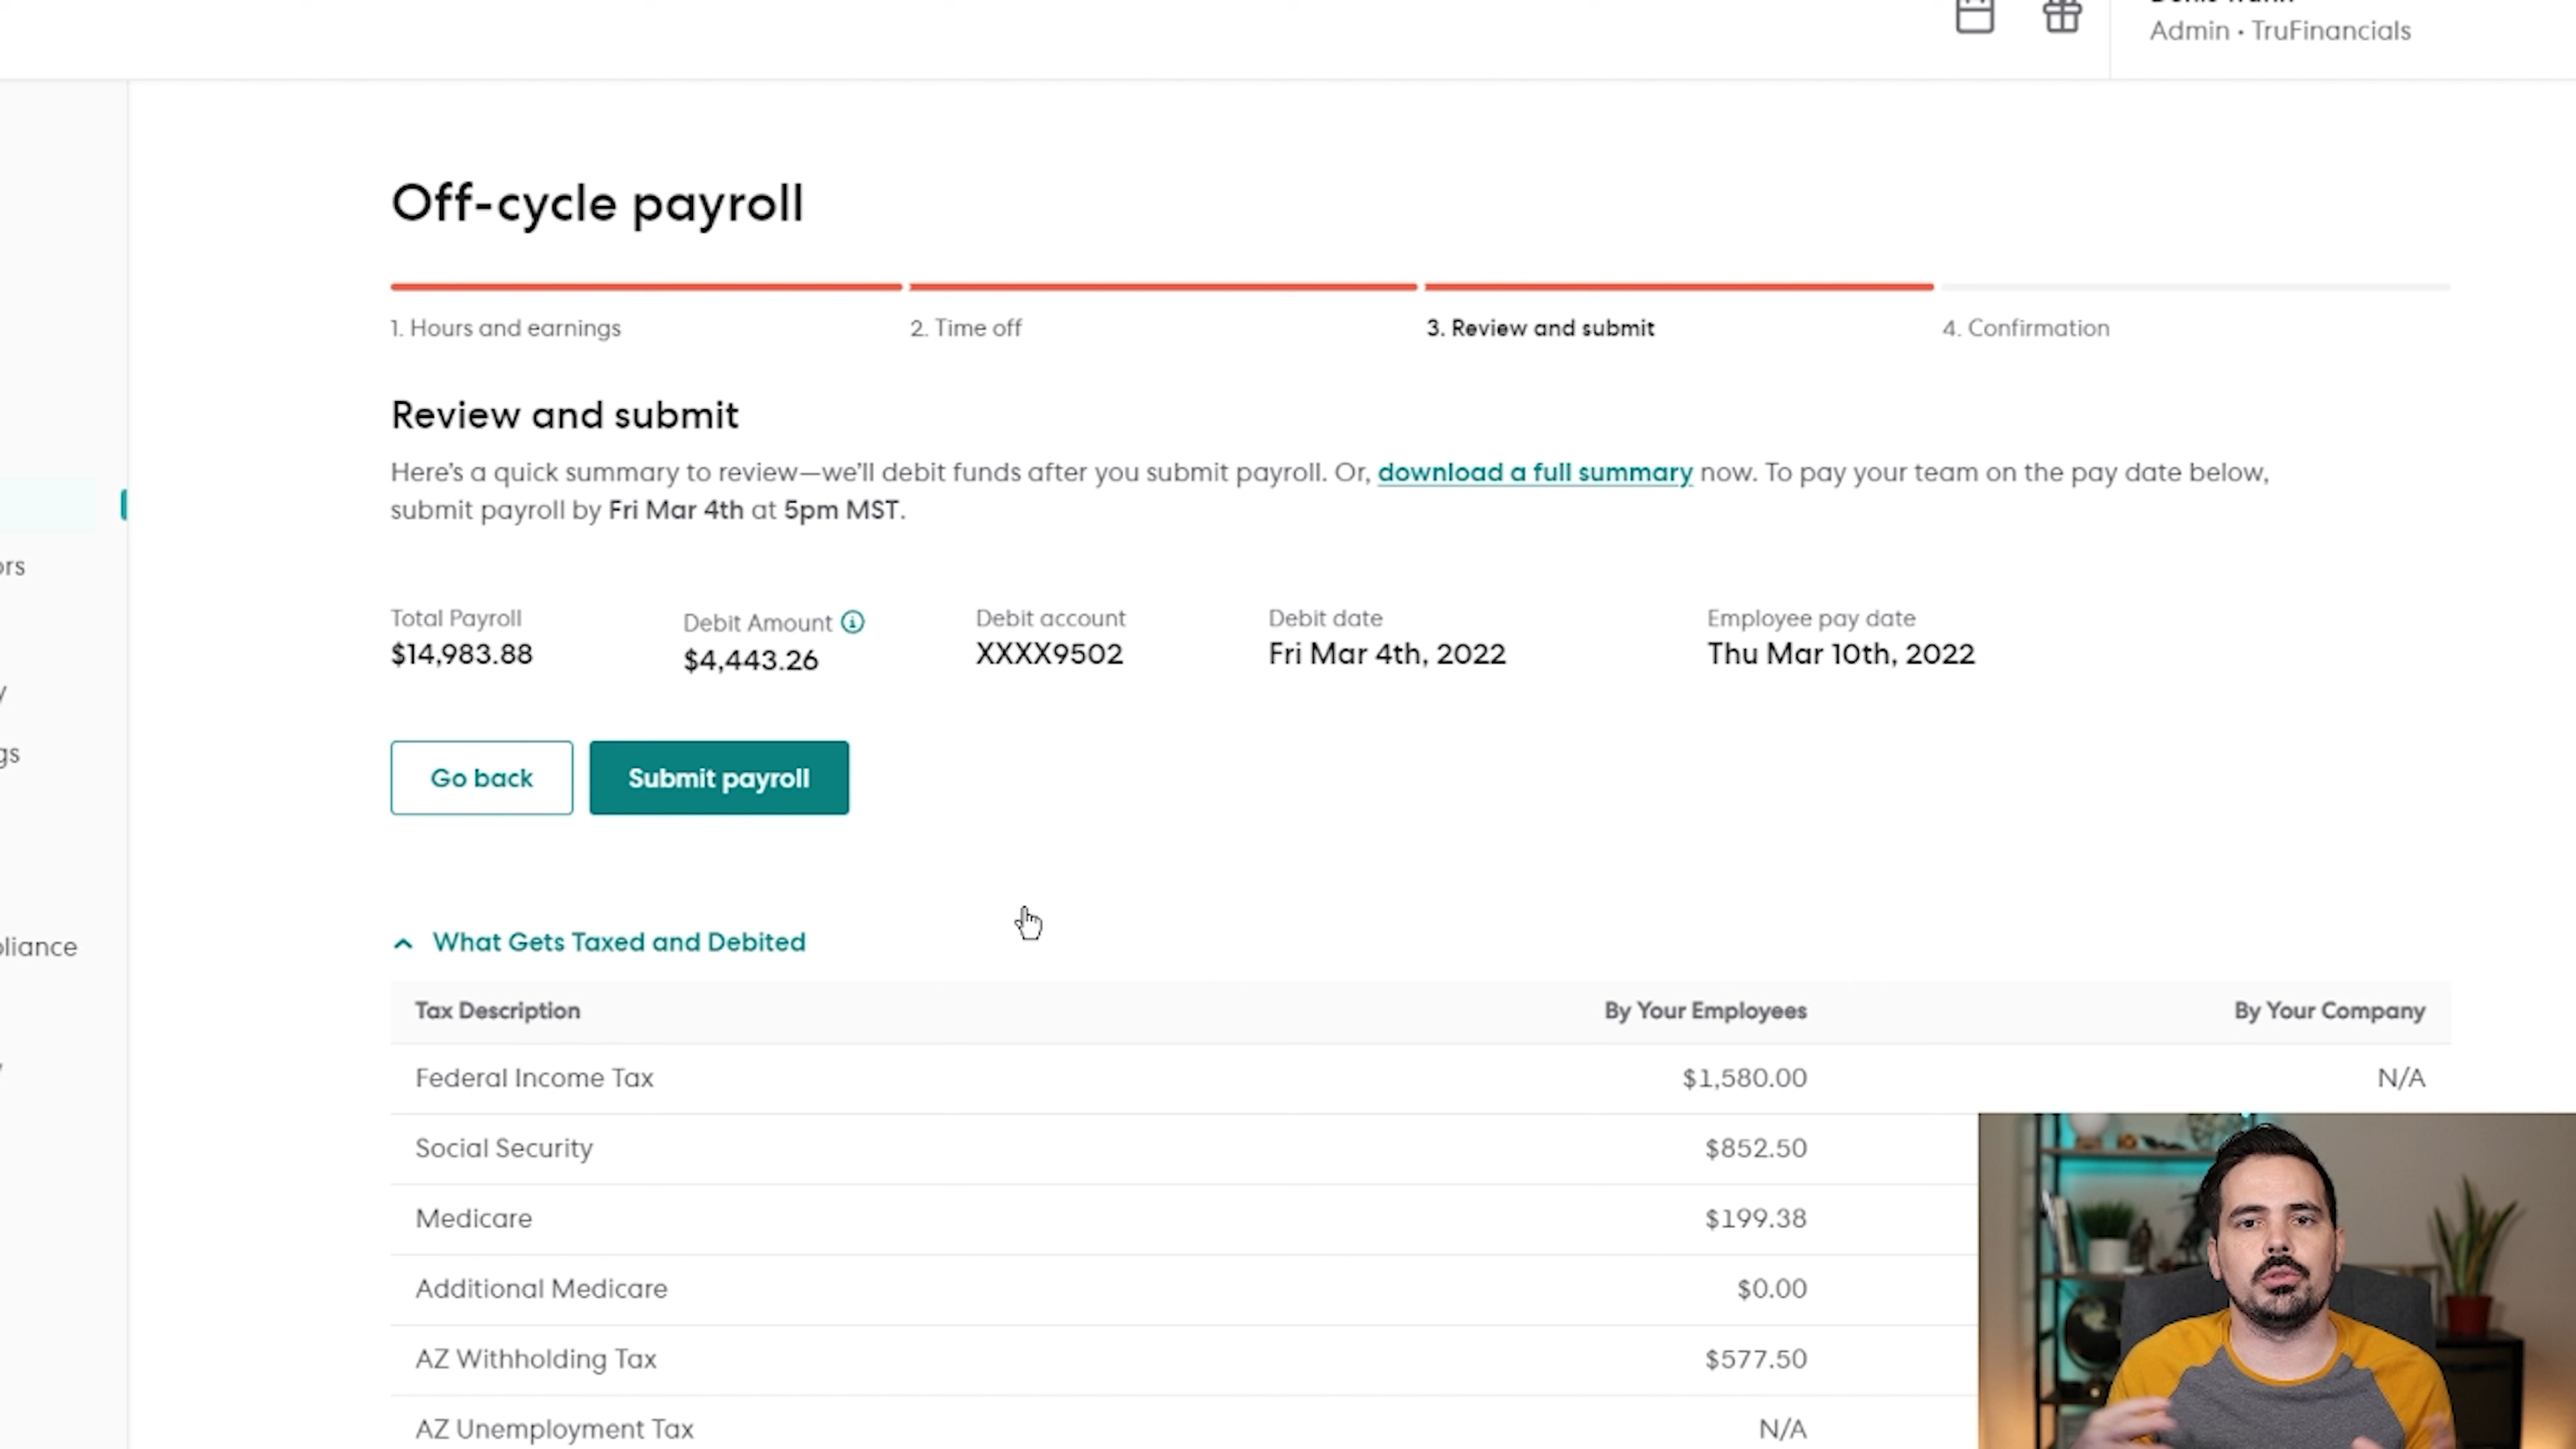 Admin • TruFinancials
Off-cycle payroll
1. Hours and earnings
2. Time off
3. Review and submit
4. Confirmation
Review and submit
Here's a quick summary to review—we'll debit funds after you submit payroll. Or, download a full summary now. To pay your team on the pay date below,
submit payroll by Fri Mar 4th at 5pm MST.
Total Payroll
$14,983.88
Debit Amount
$4,443.26
Debit account
XXXX9502
Debit date
Fri Mar 4th, 2022
Employee pay date
Thu Mar 10th, 2022
Go back
Submit payroll
What Gets Taxed and Debited
Tax Description By Your Employees By Your Company
Federal Income Tax $1,580.00 N/A
Social Security $852.50
Medicare $199.38
Additional Medicare $0.00
AZ Withholding Tax $577.50
AZ Unemployment Tax N/A